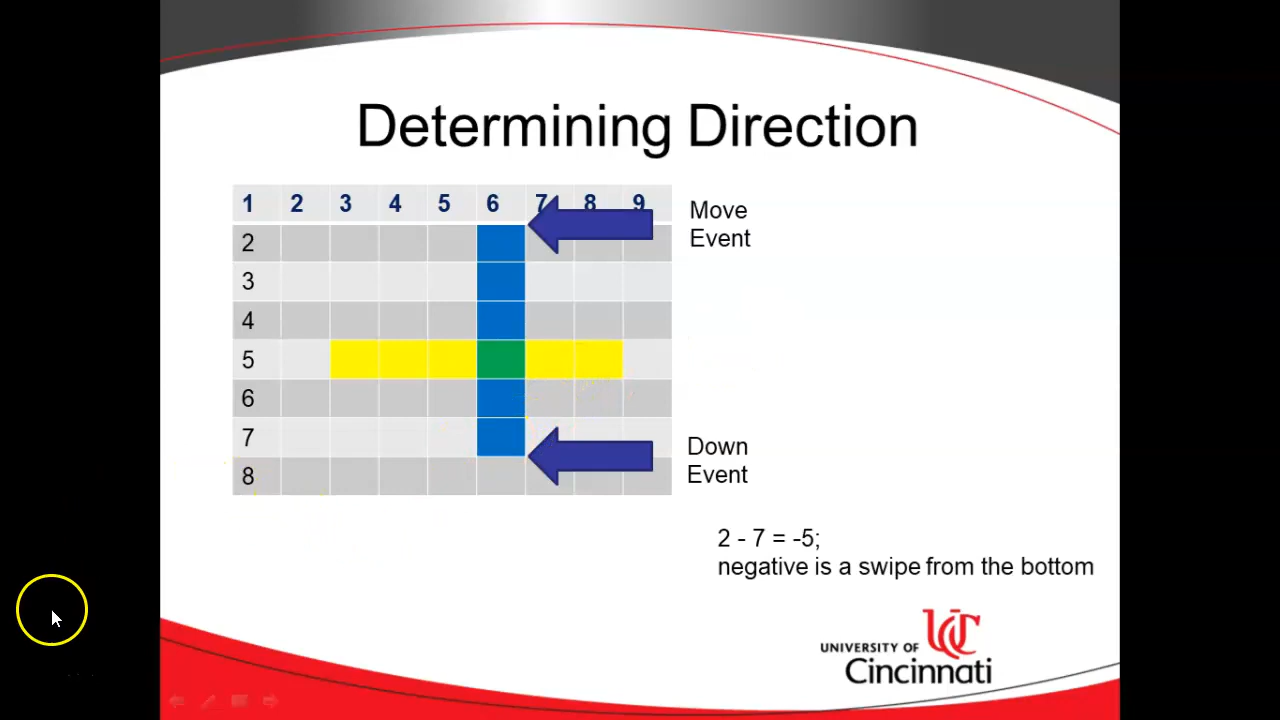 Determining Direction
1 2 3 4 5 6 7 8 9
2
3
4
5
6
7
8
Move
Event
Down
Event
2 - 7 = -5;
negative is a swipe from the bottom
UC
UNIVERSITY OF
Cincinnati